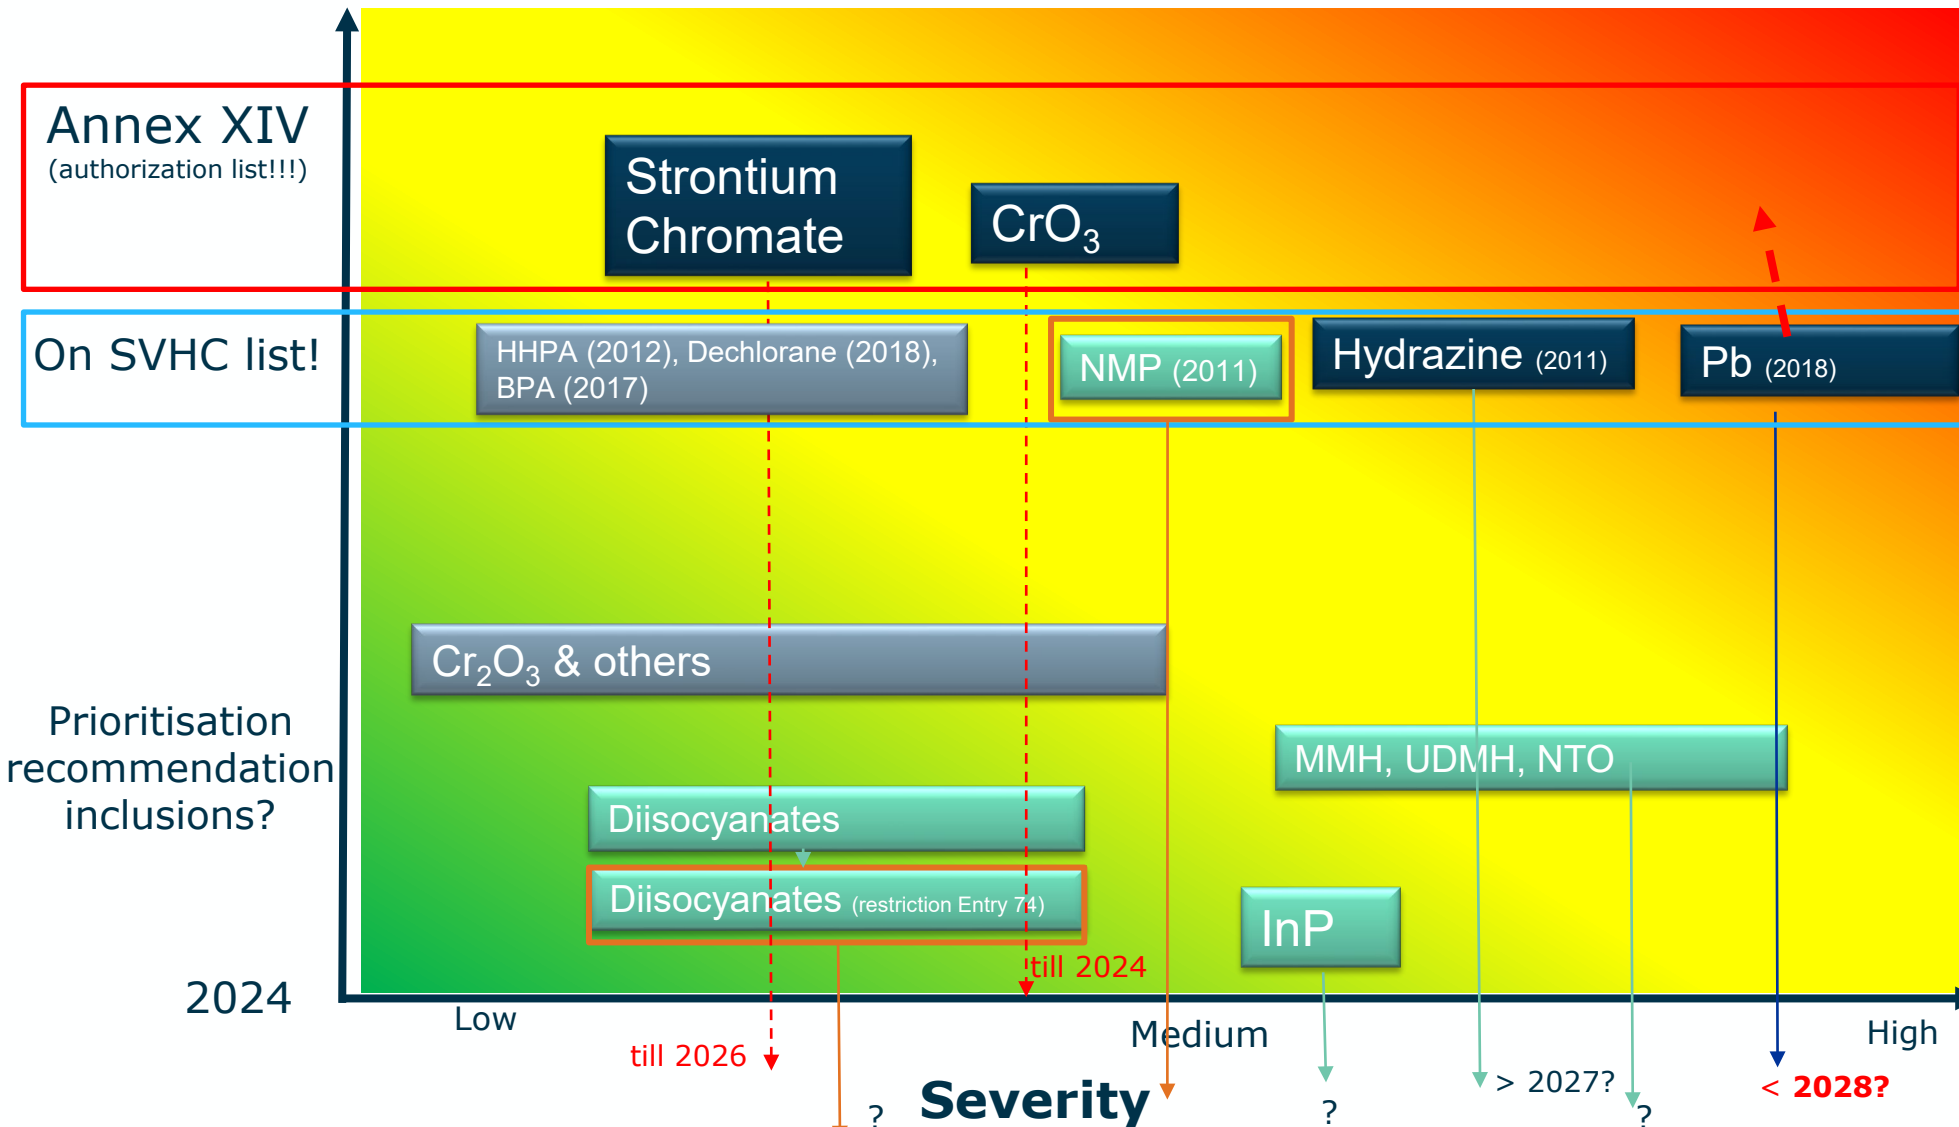 Annex XIV
(authorization list!!!)
Strontium
Chromate
CrO₃
On SVHC list!
HHPA (2012), Dechlorane (2018),
BPA (2017)
NMP (2011)
Hydrazine (2011)
Pb (2018)
Cr₂O₃ & others
Prioritisation
recommendation
inclusions?
MMH, UDMH, NTO
Diisocyanates
Diisocyanates (restriction Entry 74)
InP
till 2024
2024
Low
Medium
High
till 2026
Severity
?
?
> 2027?
?
< 2028?